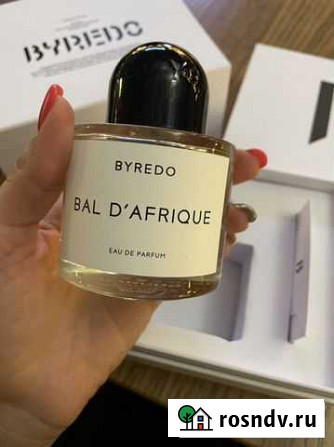 BYREDO
BYREDO
BAL D'AFRIQUE
EAU DE PARFUM
rosndv.ru